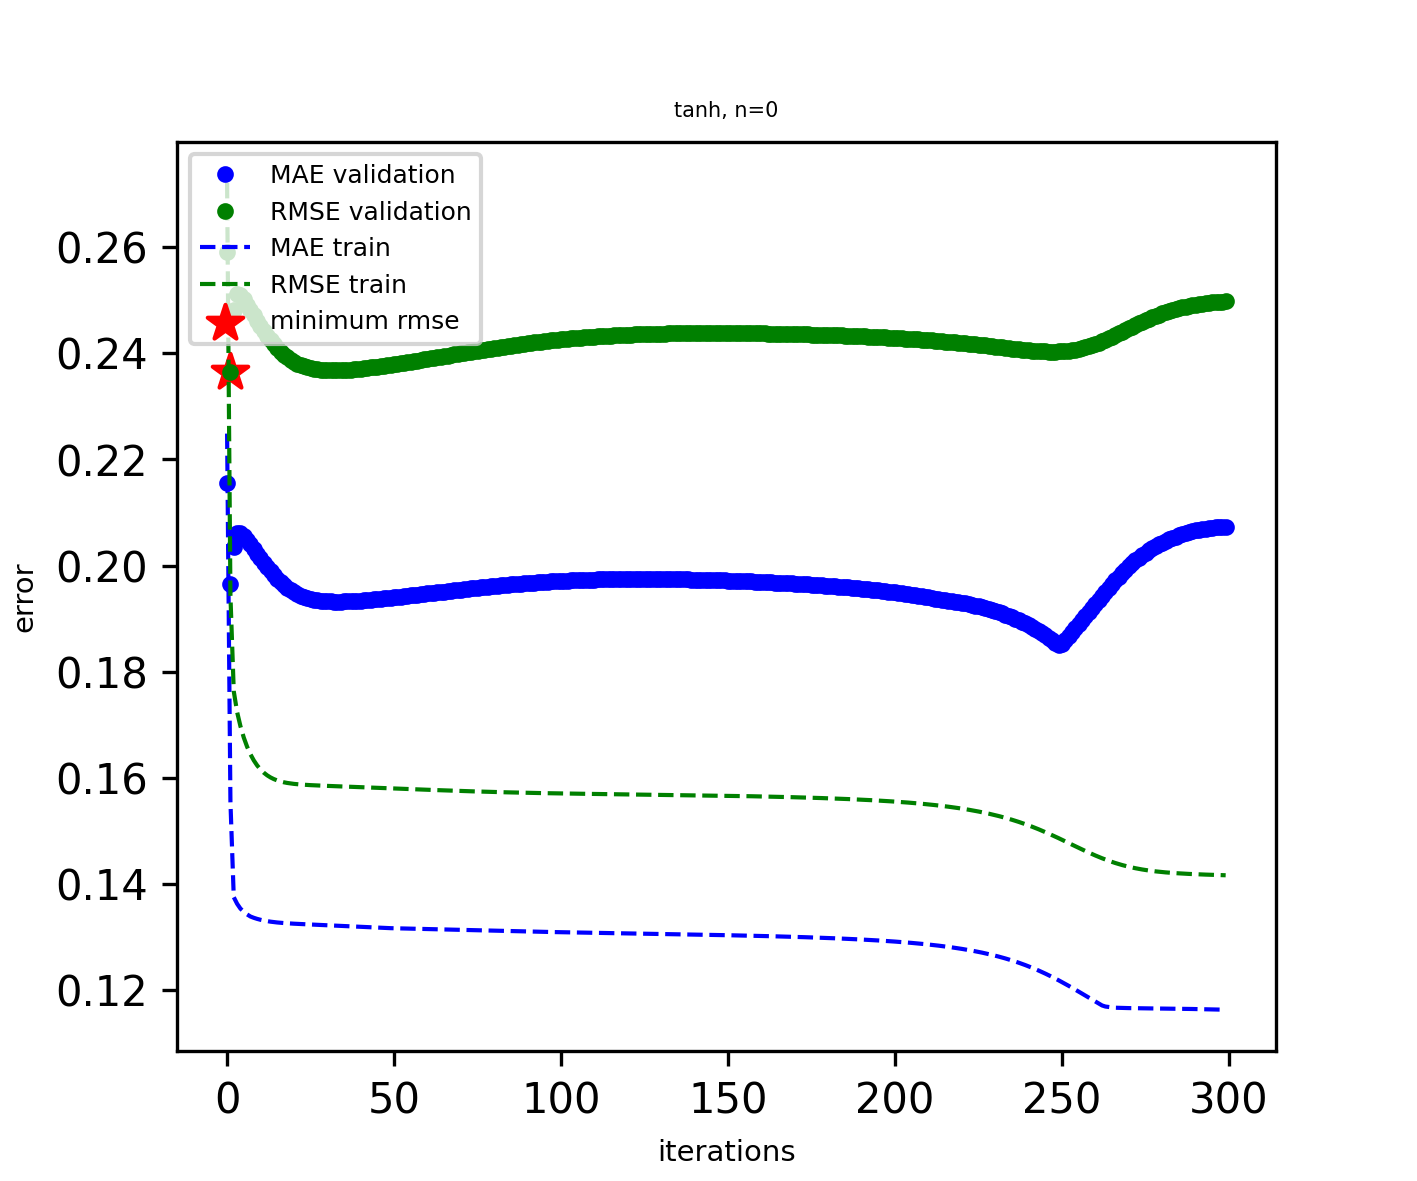 tanh, n=0
MAE validation
RMSE validation
MAE train
RMSE train
minimum rmse
error
0.26
0.24
0.22
0.20
0.18
0.16
0.14
0.12
0 50 100 150 200 250 300
iterations